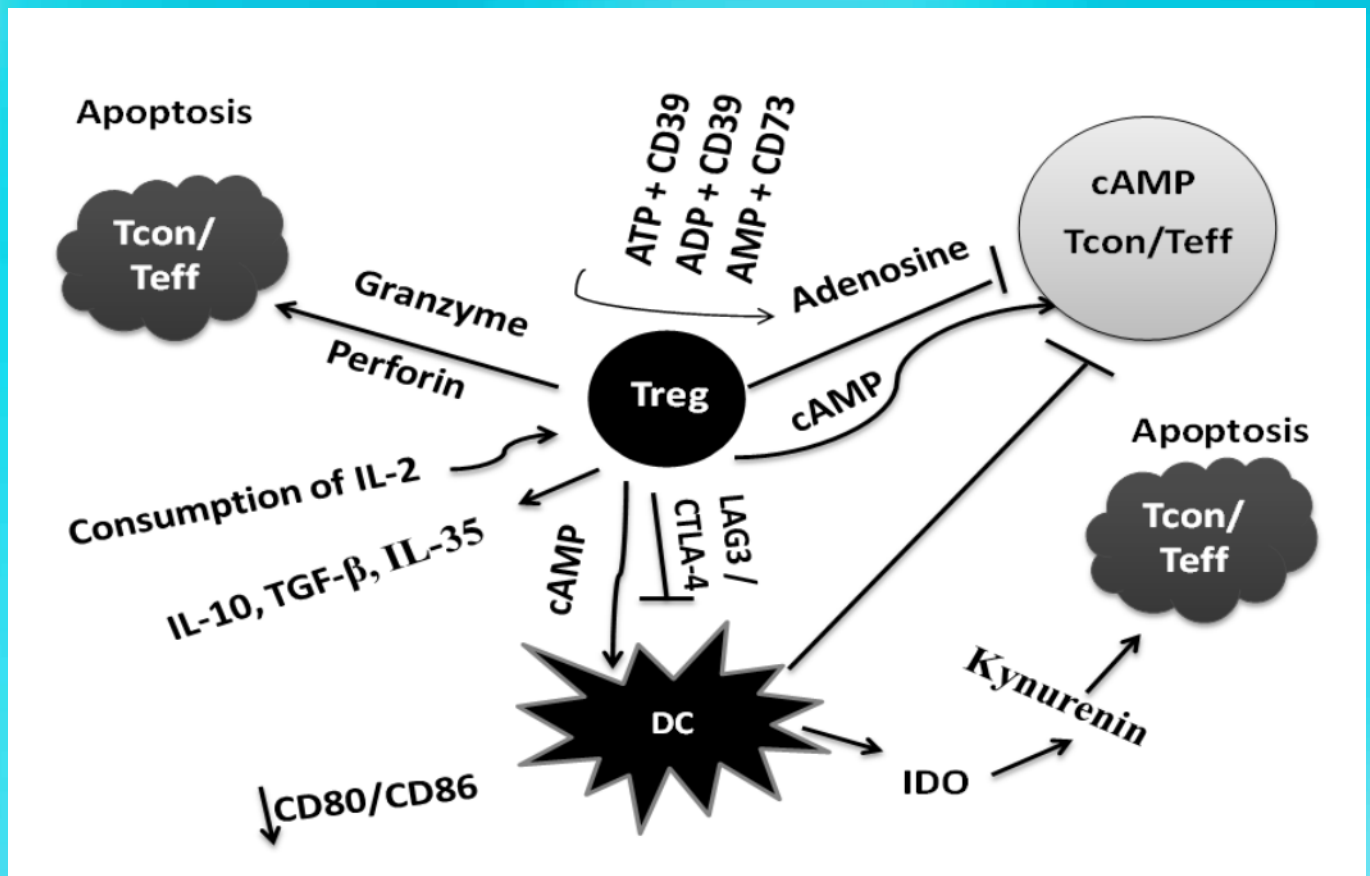 Apoptosis
Tcon/
Teff
Granzyme
Perforin
ATP + CD39
ADP + CD39
AMP + CD73
Adenosine
cAMP
Tcon/Teff
Treg
cAMP
Consumption of IL-2
IL-10, TGF-β, IL-35
cAMP
LAG3 /
CTLA-4
Apoptosis
Tcon/
Teff
Kynurenin
DC
IDO
↓CD80/CD86